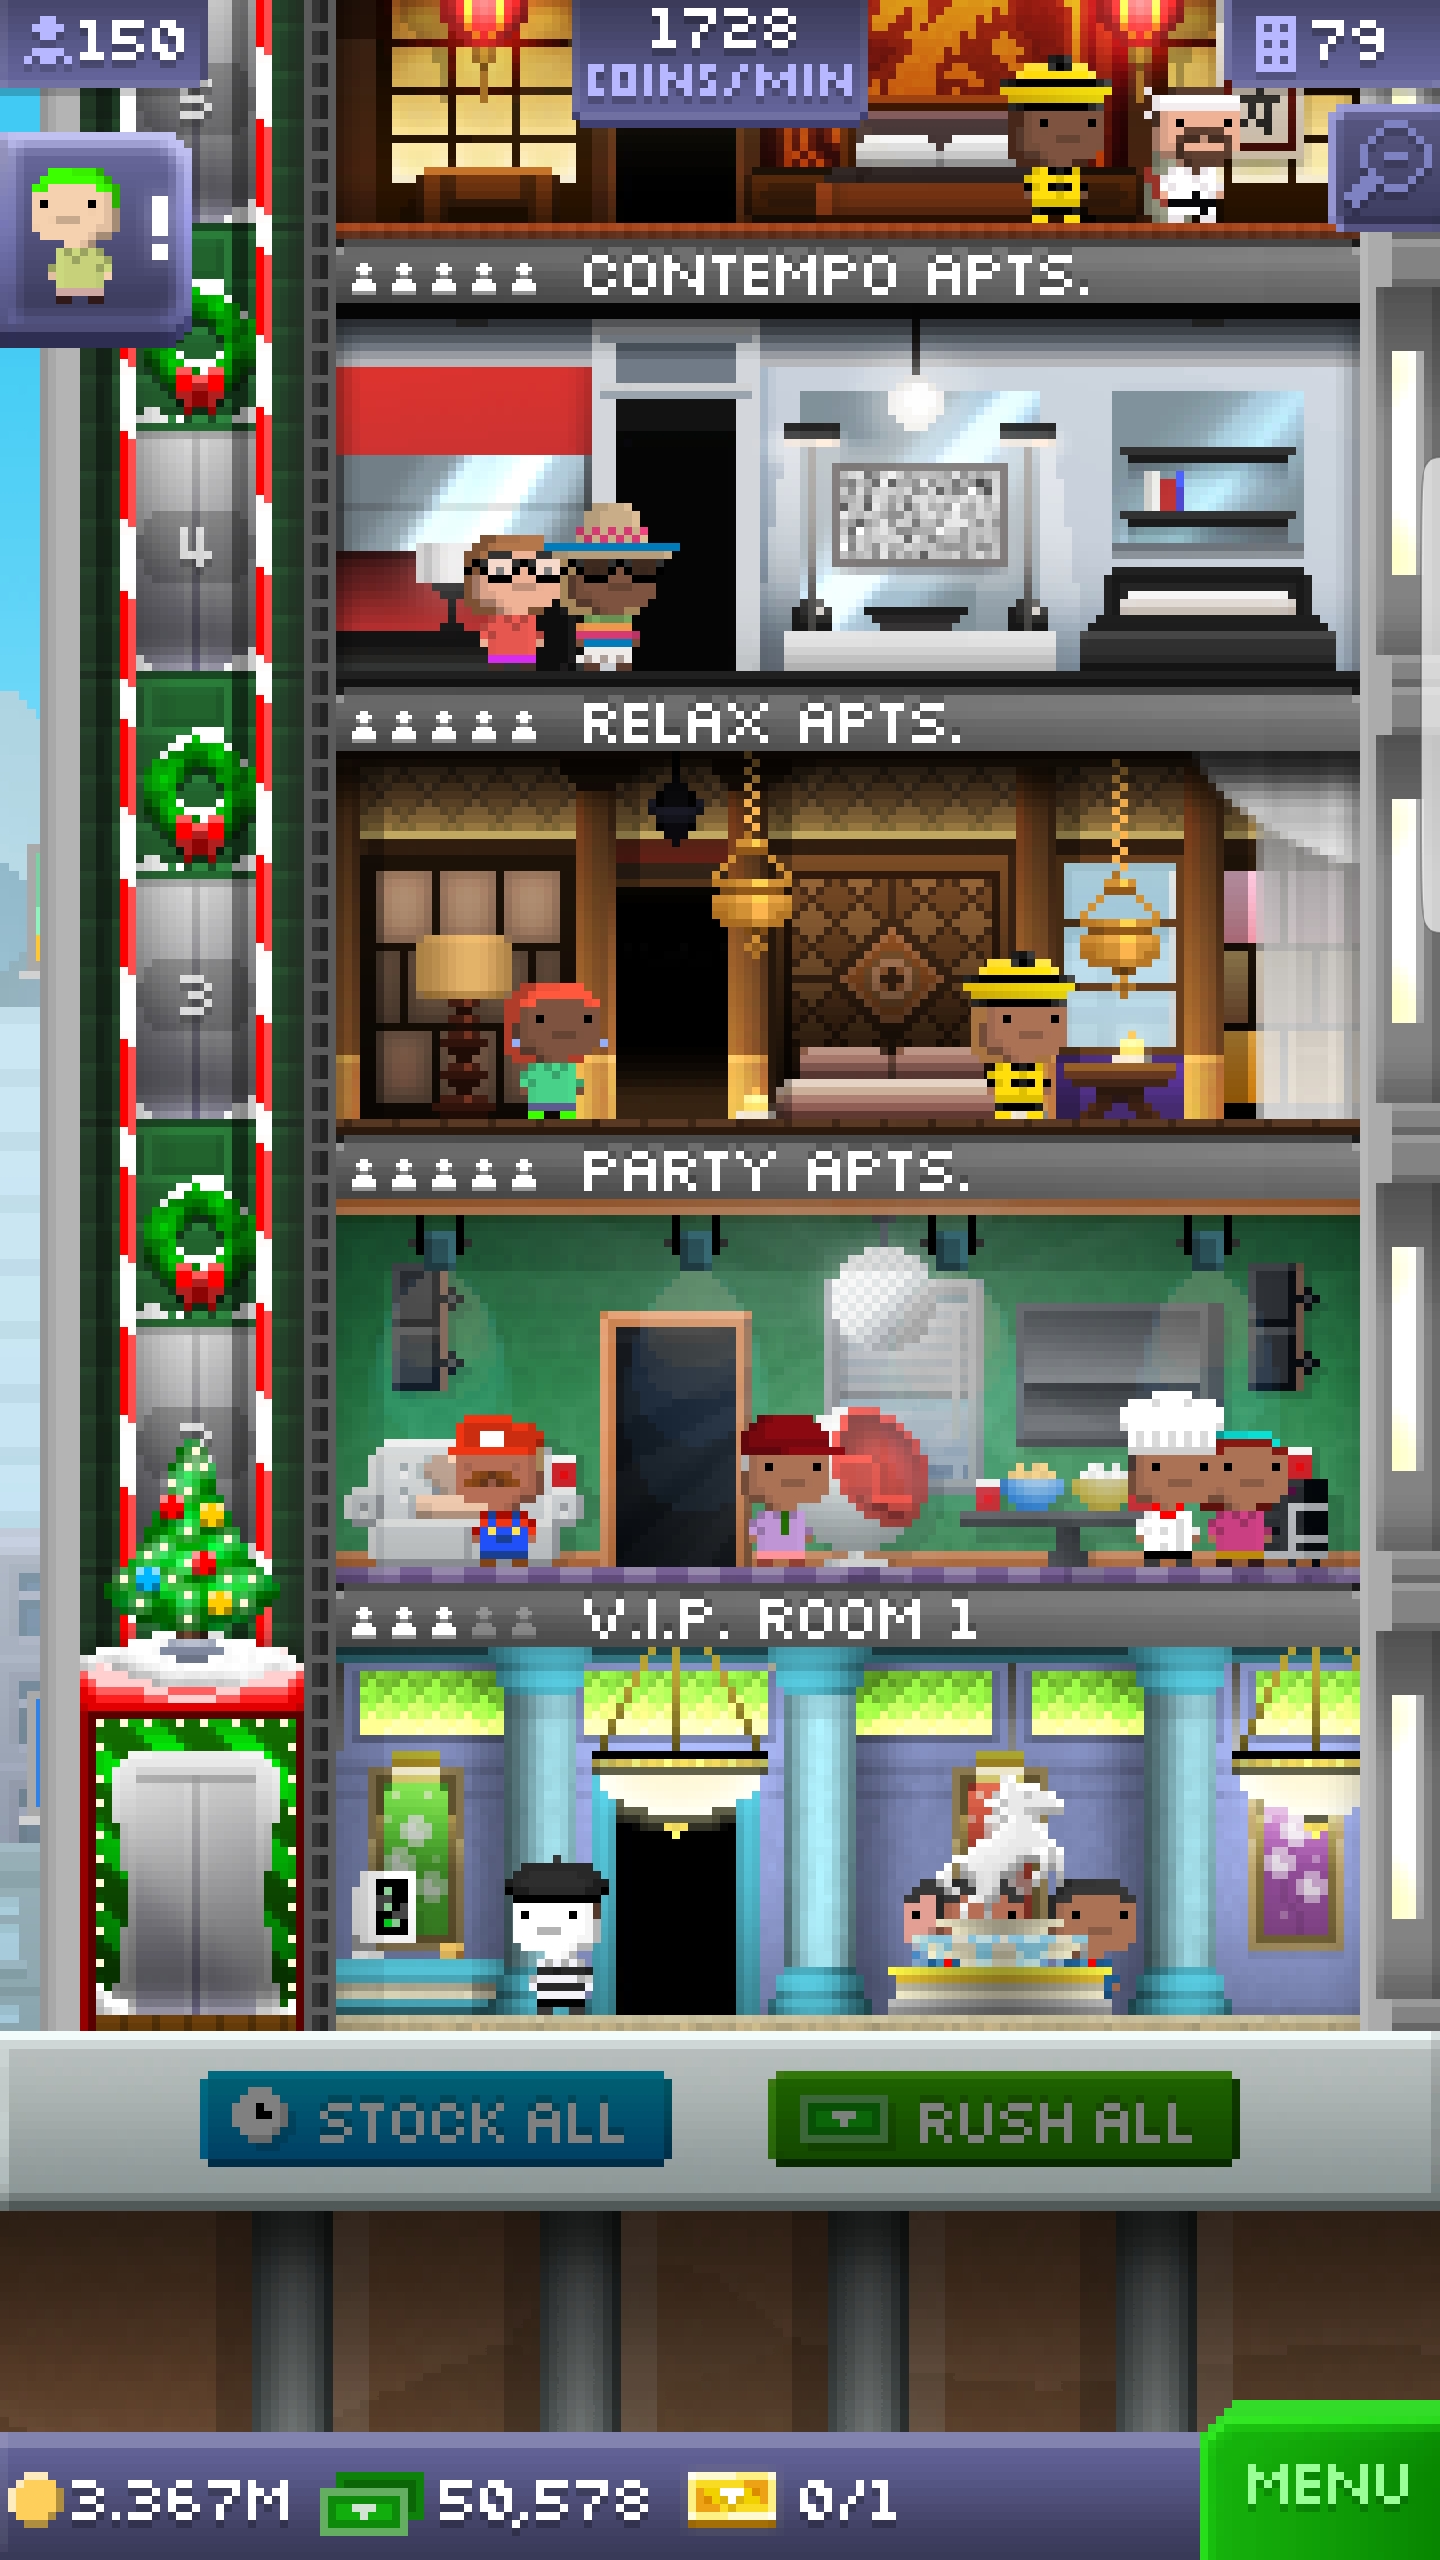 150
1728
COINS/MIN
79
5
!
CONTEMPO APTS.
4
RELAX APTS.
3
PARTY APTS.
V.I.P. ROOM 1
STOCK ALL
RUSH ALL
3.367M
50,578
0/1
MENU